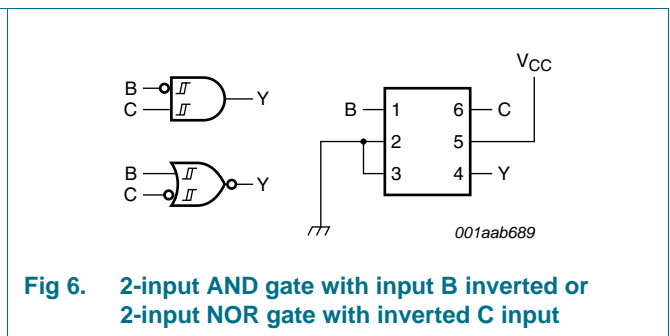 B
C
Y
B
C
Y
VCC
B 1 6 C
2 5
3 4 Y
001aab689
Fig 6. 2-input AND gate with input B inverted or
2-input NOR gate with inverted C input